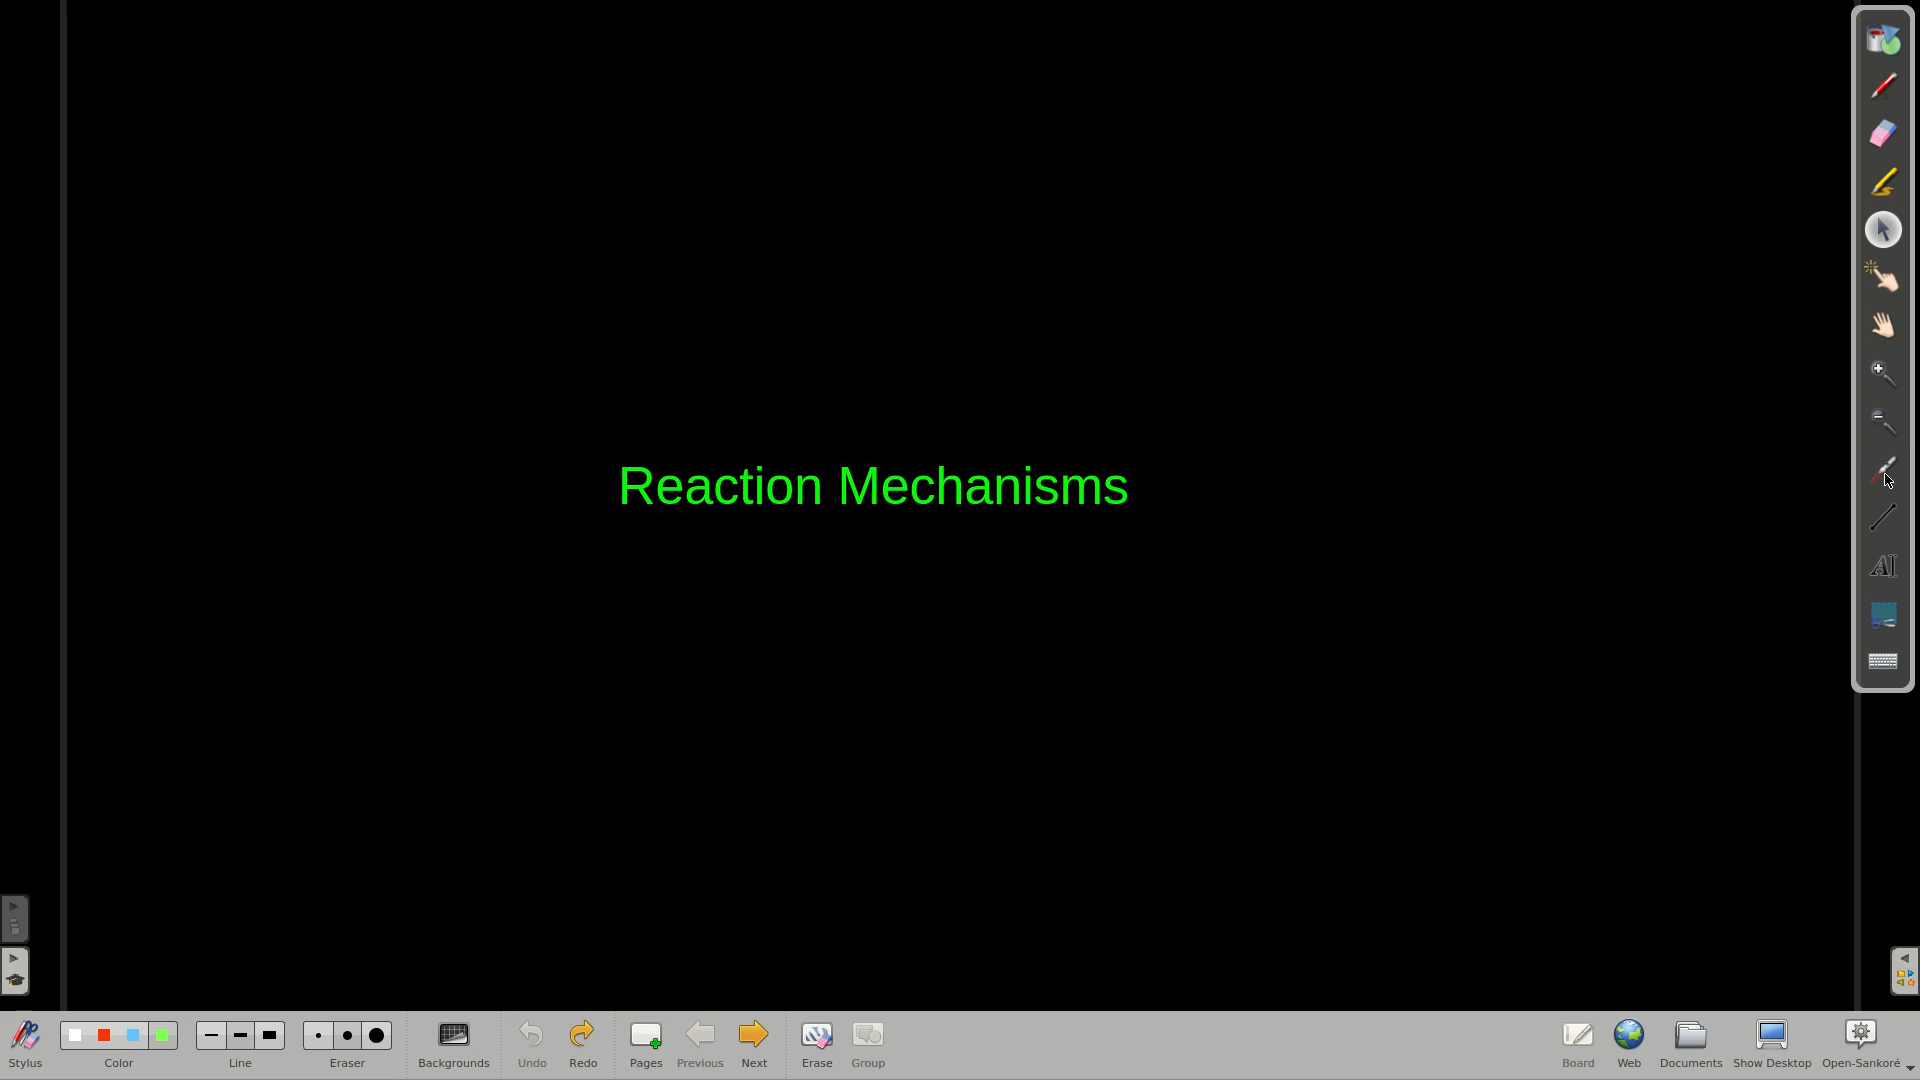 Reaction Mechanisms
Stylus
Color
Line
Eraser
Backgrounds
Undo
Redo
Pages
Previous
Next
Erase
Group
Board
Web
Documents
Show Desktop
Open-Sankoré